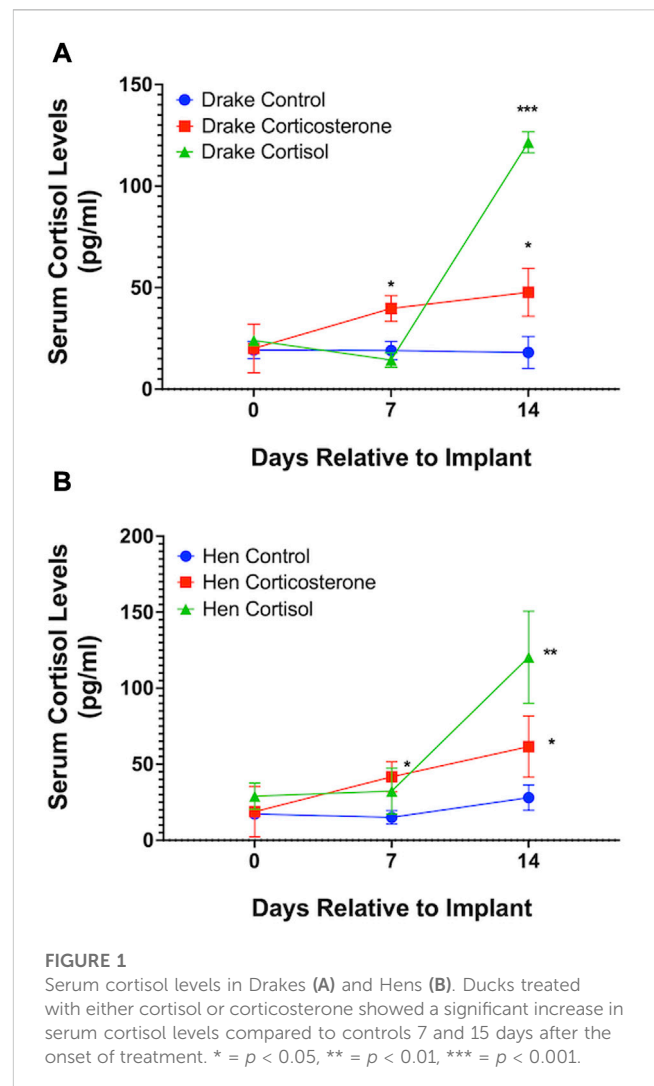 A
150
100
50
0
Serum Cortisol Levels
(pg/ml)
Drake Control
Drake Corticosterone
Drake Cortisol
*
***
*
0 7 14
Days Relative to Implant
B
200
150
100
50
0
Serum Cortisol Levels
(pg/ml)
Hen Control
Hen Corticosterone
Hen Cortisol
*
**
*
0 7 14
Days Relative to Implant
FIGURE 1
Serum cortisol levels in Drakes (A) and Hens (B). Ducks treated
with either cortisol or corticosterone showed a significant increase in
serum cortisol levels compared to controls 7 and 15 days after the
onset of treatment. * = p < 0.05, ** = p < 0.01, *** = p < 0.001.